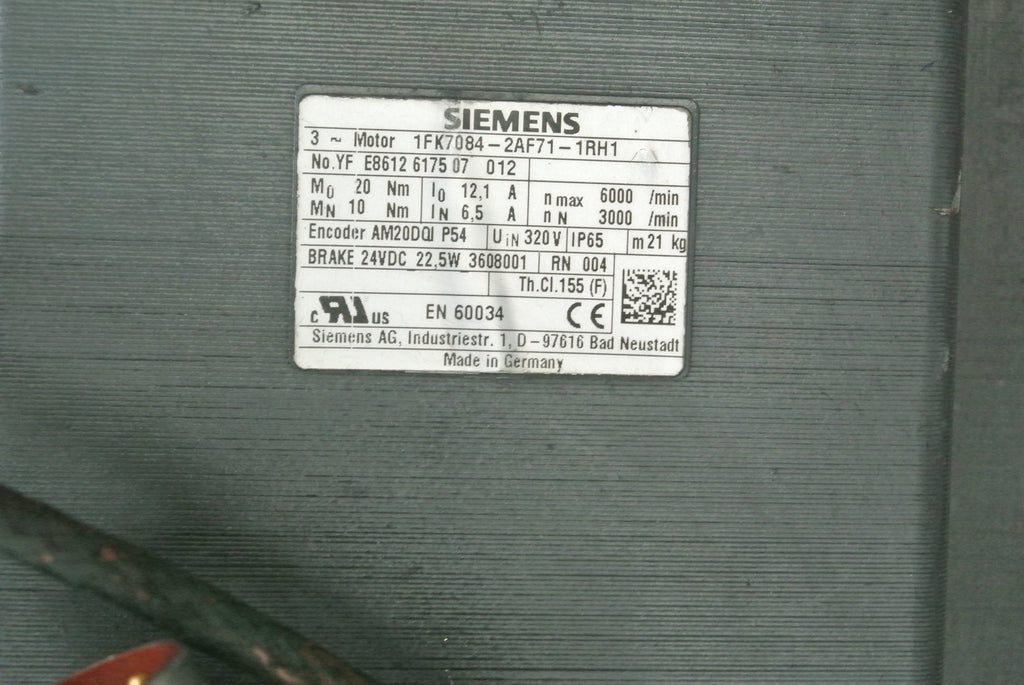 SIEMENS
3 ~ Motor 1FK7084-2AF71-1RH1
No.YF E8612 6175 07 012
M0 20 Nm I0 12,1 A n max 6000 /min
MN 10 Nm IN 6,5 A n N 3000 /min
Encoder AM20DQI P54 UIN 320 V IP65 m 21 kg
BRAKE 24VDC 22,5W 3608001 RN 004
Th.Cl.155 (F)
c RU US EN 60034 CE
Siemens AG, Industriestr. 1, D-97616 Bad Neustadt
Made in Germany